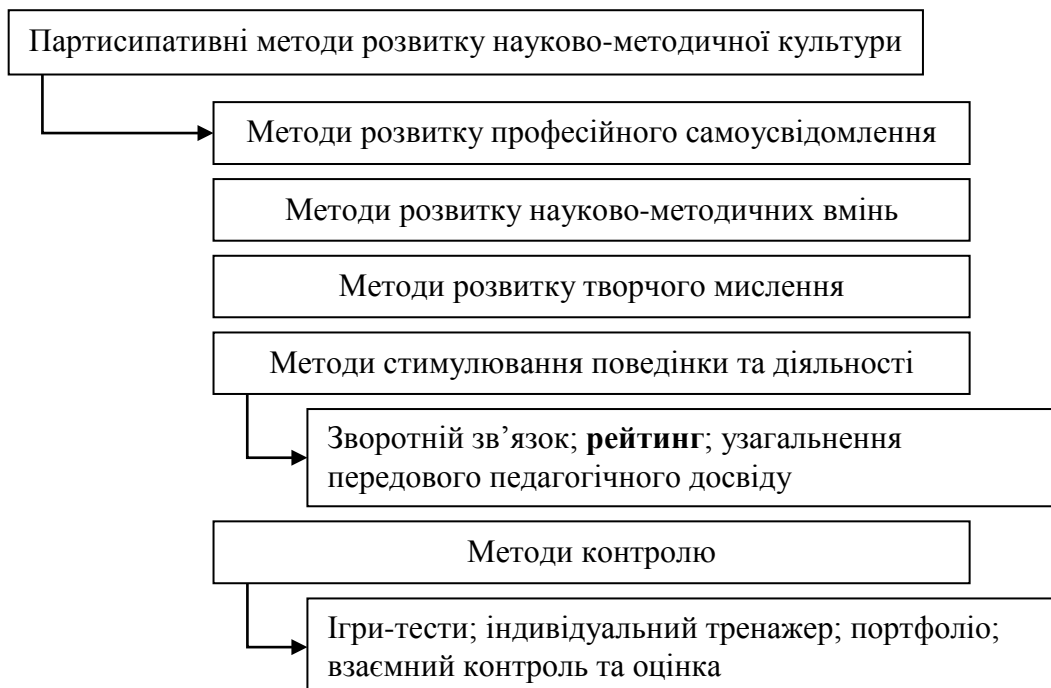 Партисипативні методи розвитку науково-методичної культури
Методи розвитку професійного самоусвідомлення
Методи розвитку науково-методичних вмінь
Методи розвитку творчого мислення
Методи стимулювання поведінки та діяльності
Зворотній зв’язок; рейтинг; узагальнення
передового педагогічного досвіду
Методи контролю
Ігри-тести; індивідуальний тренажер; портфоліо;
взаємний контроль та оцінка